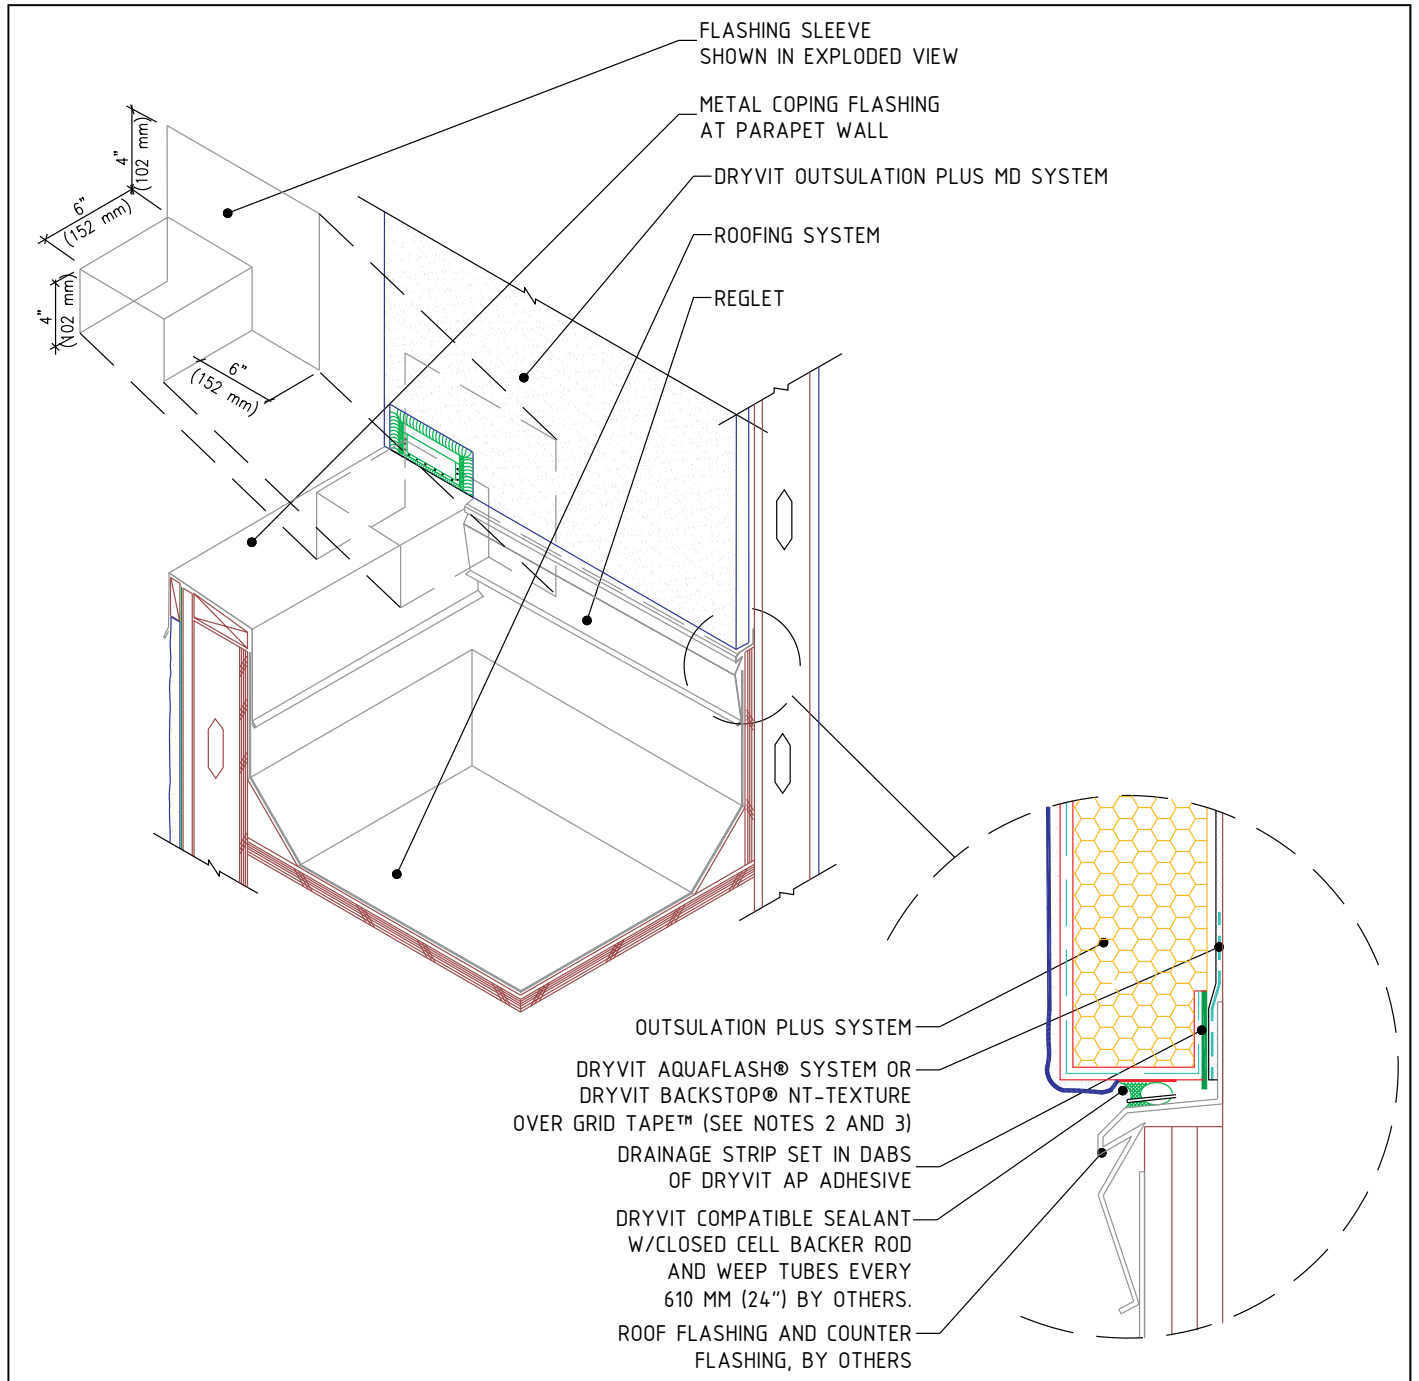 FLASHING SLEEVE
SHOWN IN EXPLODED VIEW
METAL COPING FLASHING
AT PARAPET WALL
DRYVIT OUTSULATION PLUS MD SYSTEM
ROOFING SYSTEM
REGLET
4"
(102 mm)
6"
(152 mm)
4"
(102 mm)
6"
(152 mm)
OUTSULATION PLUS SYSTEM
DRYVIT AQUAFLASH® SYSTEM OR
DRYVIT BACKSTOP® NT-TEXTURE
OVER GRID TAPE™ (SEE NOTES 2 AND 3)
DRAINAGE STRIP SET IN DABS
OF DRYVIT AP ADHESIVE
DRYVIT COMPATIBLE SEALANT
W/CLOSED CELL BACKER ROD
AND WEEP TUBES EVERY
610 MM (24") BY OTHERS.
ROOF FLASHING AND COUNTER
FLASHING, BY OTHERS